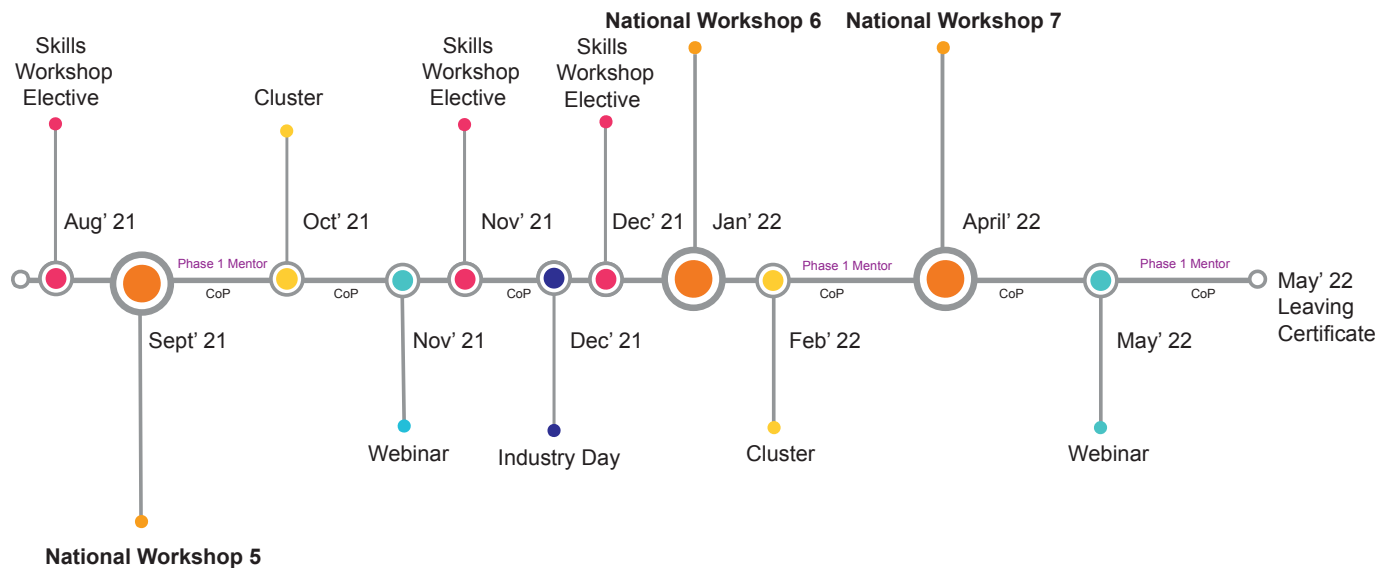 National Workshop 6
National Workshop 7
Skills
Workshop
Elective
Cluster
Skills
Workshop
Elective
Skills
Workshop
Elective
Aug’ 21
Oct’ 21
Nov’ 21
Dec’ 21
Jan’ 22
April’ 22
Phase 1 Mentor
Phase 1 Mentor
Phase 1 Mentor
CoP
CoP
CoP
CoP
CoP
CoP
May’ 22
Leaving
Certificate
Sept’ 21
Nov’ 21
Dec’ 21
Feb’ 22
May’ 22
Webinar
Industry Day
Cluster
Webinar
National Workshop 5